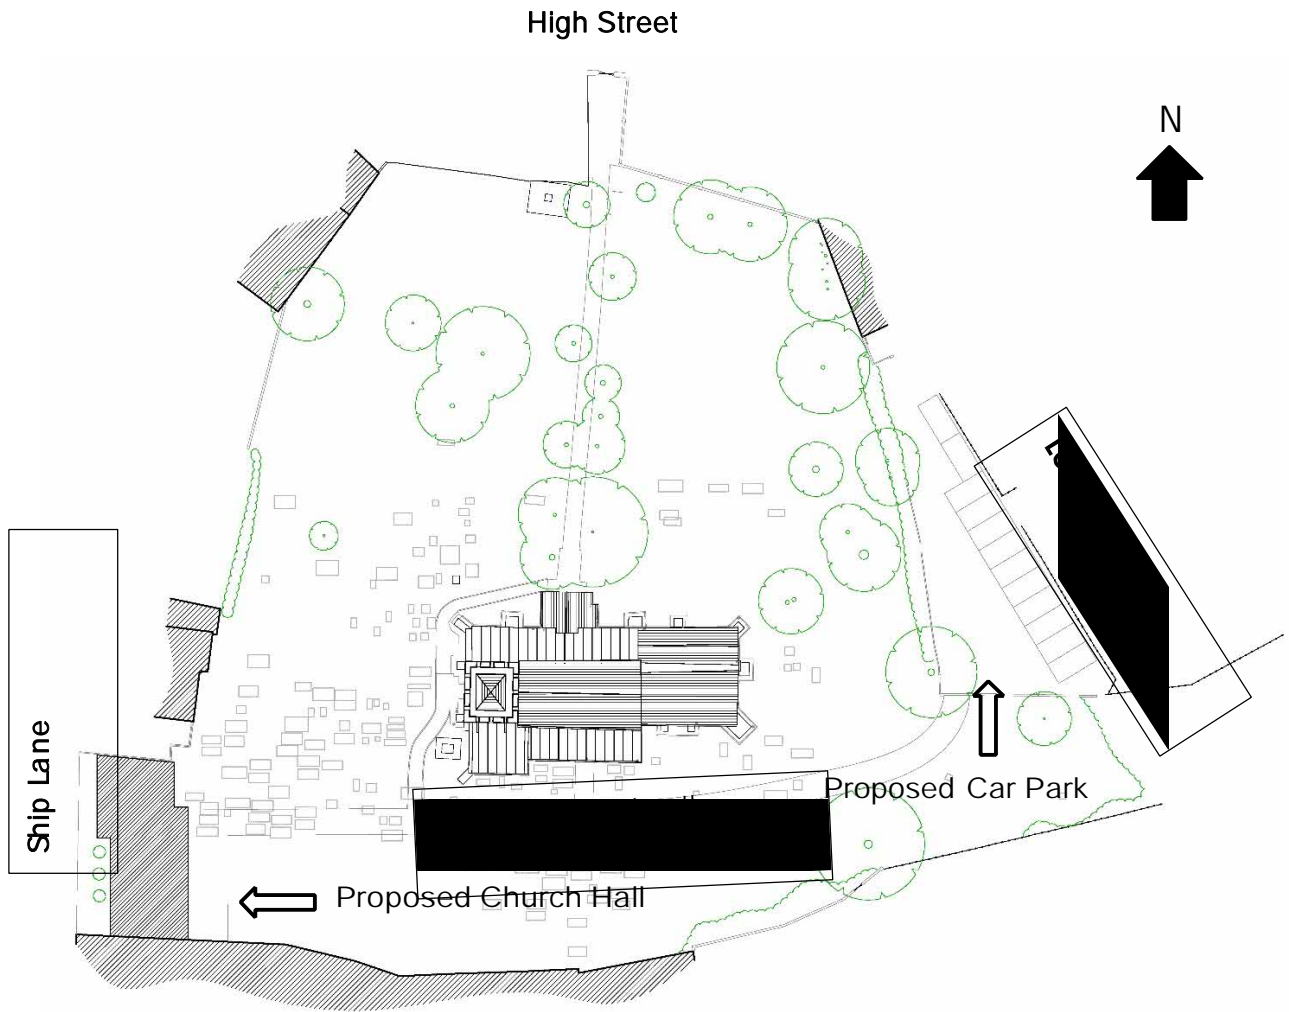 High Street
N
Ship Lane
Proposed Car Park
Proposed Church Hall